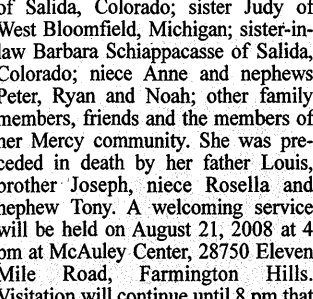 of Salida, Colorado; sister Judy of
West Bloomfield, Michigan; sister-in-
law Barbara Schiappacasse of Salida,
Colorado; niece Anne and nephews
Peter, Ryan and Noah; other family
members, friends and the members of
her Mercy community. She was pre-
ceded in death by her father Louis,
brother Joseph, niece Rosella and
nephew Tony. A welcoming service
will be held on August 21, 2008 at 4
pm at McAuley Center, 28750 Eleven
Mile Road, Farmington Hills.
Visitation will continue until 8 pm that